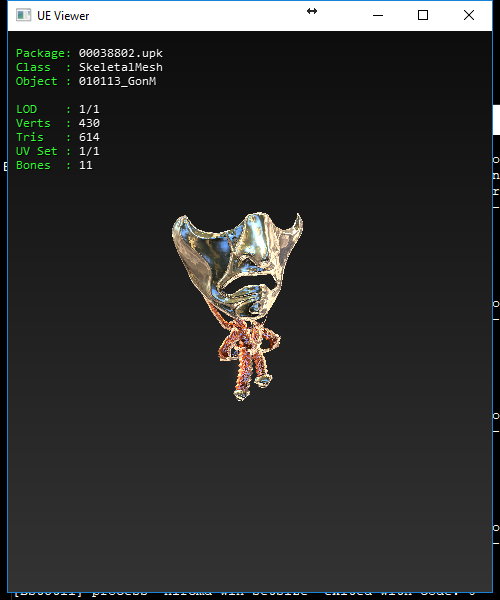 UE Viewer
Package: 00038802.upk
Class : SkeletalMesh
Object : 010113_GonM
LOD : 1/1
Verts : 430
Tris : 614
UV Set : 1/1
Bones : 11